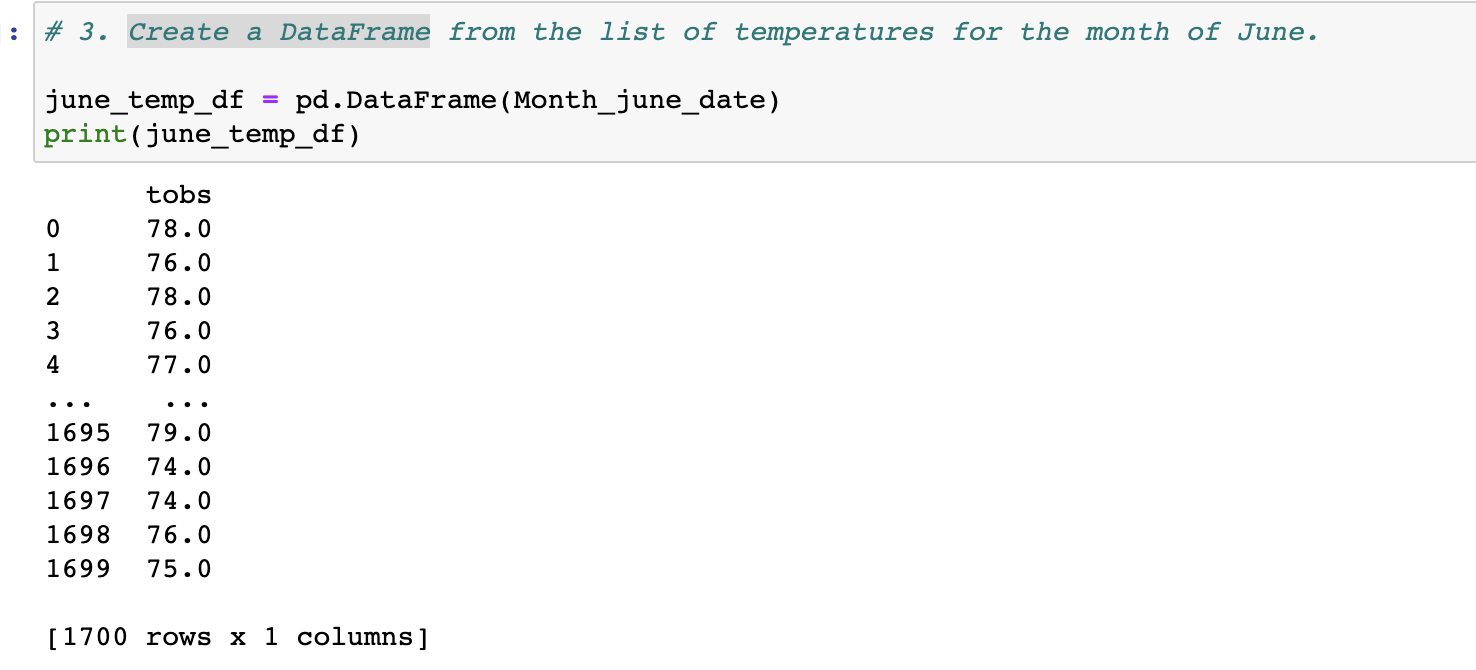 : # 3. Create a DataFrame from the list of temperatures for the month of June.
june_temp_df = pd.DataFrame(Month_june_date)
print(june_temp_df)
tobs
0 78.0
1 76.0
2 78.0
3 76.0
4 77.0
... ...
1695 79.0
1696 74.0
1697 74.0
1698 76.0
1699 75.0
[1700 rows x 1 columns]